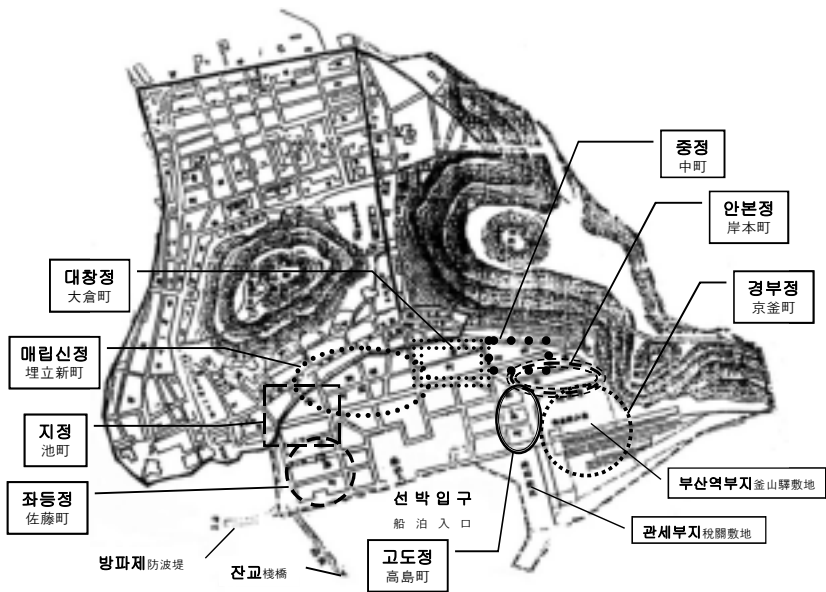 중정
中町
안본정
岸本町
대창정
大倉町
경부정
京釜町
매립신정
埋立新町
지정
池町
좌등정
佐藤町
부산역부지釜山驛敷地
선박입구
船泊入口
관세부지稅關敷地
고도정
高島町
방파제防波堤
잔교棧橋